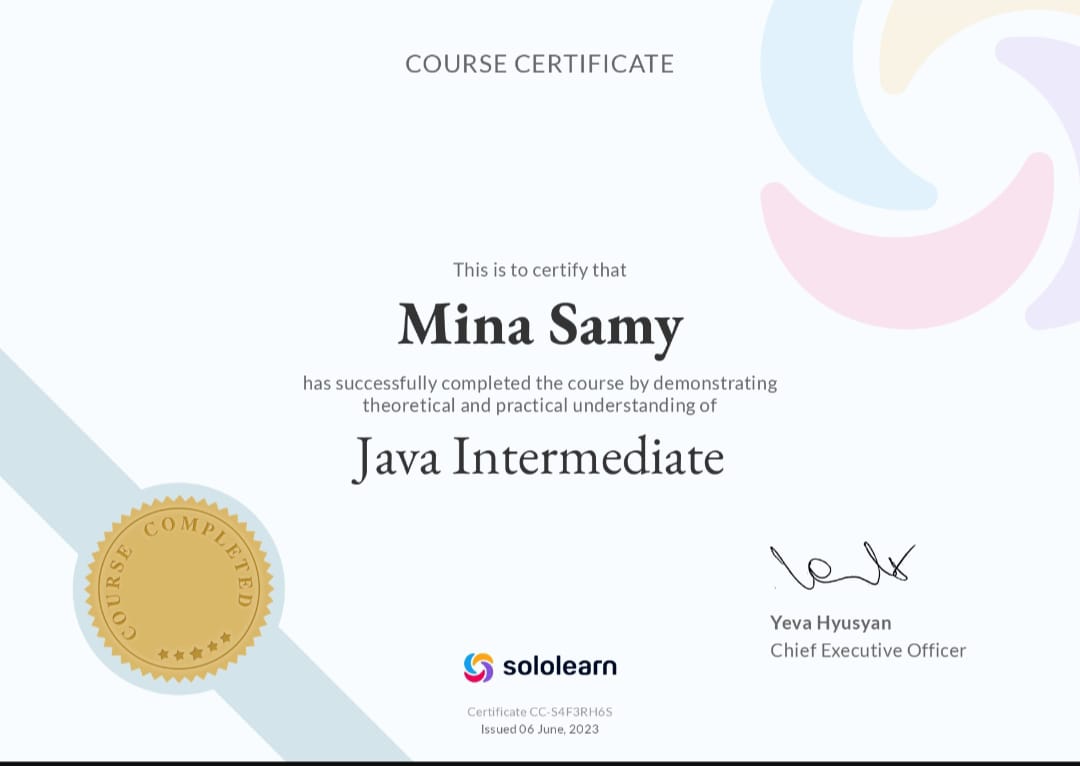 COURSE CERTIFICATE
This is to certify that
Mina Samy
has successfully completed the course by demonstrating
theoretical and practical understanding of
Java Intermediate
COURSE COMPLETED
Yeva Hyusyan
Chief Executive Officer
sololearn
Certificate CC-S4F3RH6S
Issued 06 June, 2023